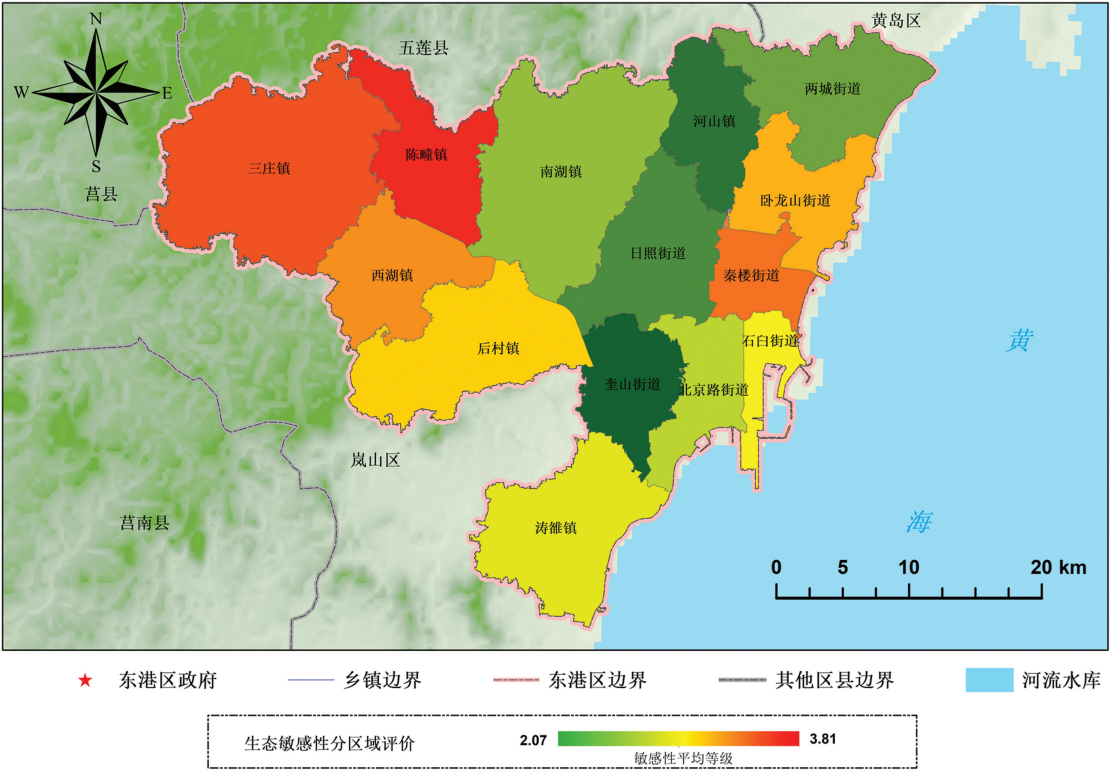 N
W
E
S
五莲县
黄岛区
莒县
岚山区
莒南县
三庄镇
陈疃镇
南湖镇
河山镇
两城街道
卧龙山街道
日照街道
秦楼街道
西湖镇
后村镇
石臼街道
奎山街道
北京路街道
涛雒镇
黄
海
0 5 10 20 km
东港区政府 乡镇边界 东港区边界 其他区县边界 河流水库
生态敏感性分区域评价 2.07 3.81
敏感性平均等级